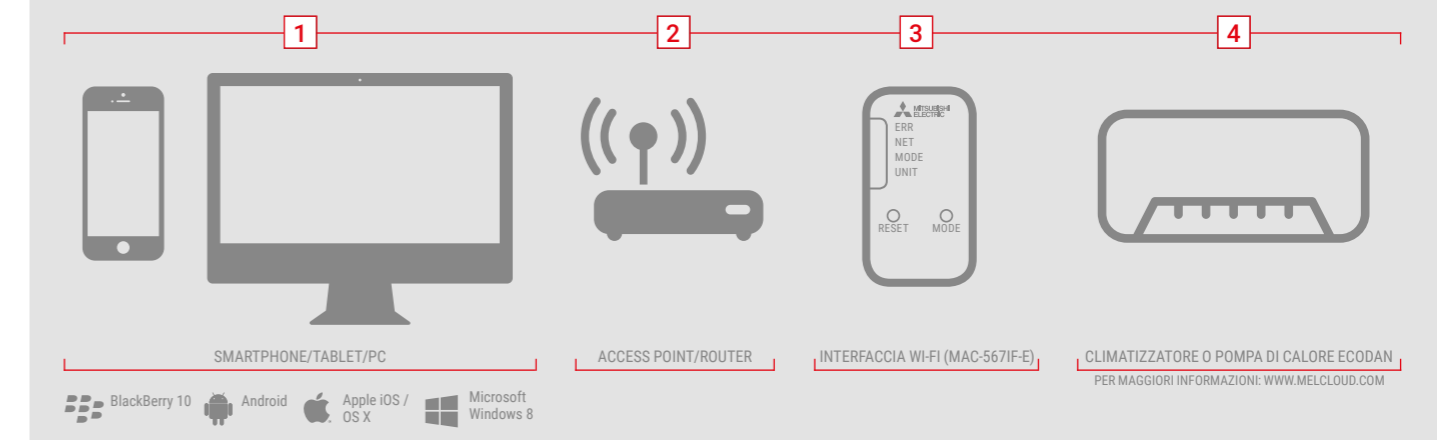 1
2
3
4
MITSUBISHI
ELECTRIC
ERR
NET
MODE
UNIT
RESET
MODE
SMARTPHONE/TABLET/PC
ACCESS POINT/ROUTER
INTERFACCIA WI-FI (MAC-567IF-E)
CLIMATIZZATORE O POMPA DI CALORE ECODAN
PER MAGGIORI INFORMAZIONI: WWW.MELCLOUD.COM
BlackBerry 10
Android
Apple iOS /
OS X
Microsoft
Windows 8